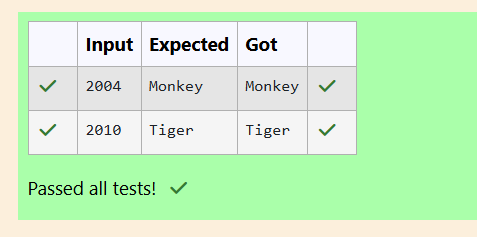 Input Expected Got
2004 Monkey Monkey
2010 Tiger Tiger
Passed all tests!